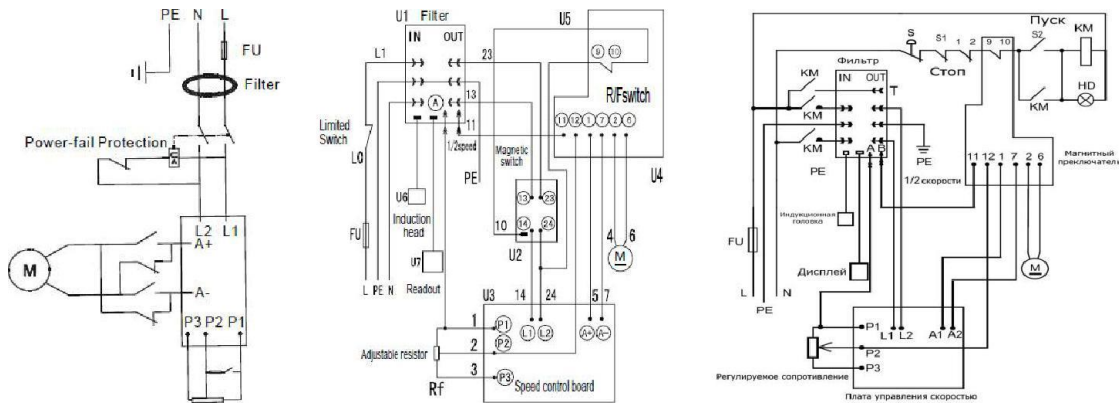 PE N L
FU
Filter
Power-fail Protection
L2 L1
A+
M
A-
P3 P2 P1
U1 Filter
U5
IN OUT
L1
23
9 10
R/Fswitch
A
13
11
11 12 1 7 2 6
1/2speed
Magnetic
switch
Limited
Switch
LC
PE
U4
U6
13 23
Induction
head
10
14 24
U2
FU
U7
Readout
4 6
M
L PE N
U3
14 24
5 7
1
P1
L1 L2
A+ A-
2
P2
Adjustable resistor
3
P3
Speed control board
Rf
Пуск
S
S1
1 2
9 10
S2
KM
Стоп
Фильтр
KM
IN OUT
T
KM
HD
KM
KM
A B
PE
PE
Магнитный
преключатель
11 12 1 7 2 6
1/2 скорости
Индукционная
головка
FU
Дисплей
M
L N
PE
P1
L1 L2
A1 A2
P2
P3
Регулируемое сопротивление
Плата управления скоростью